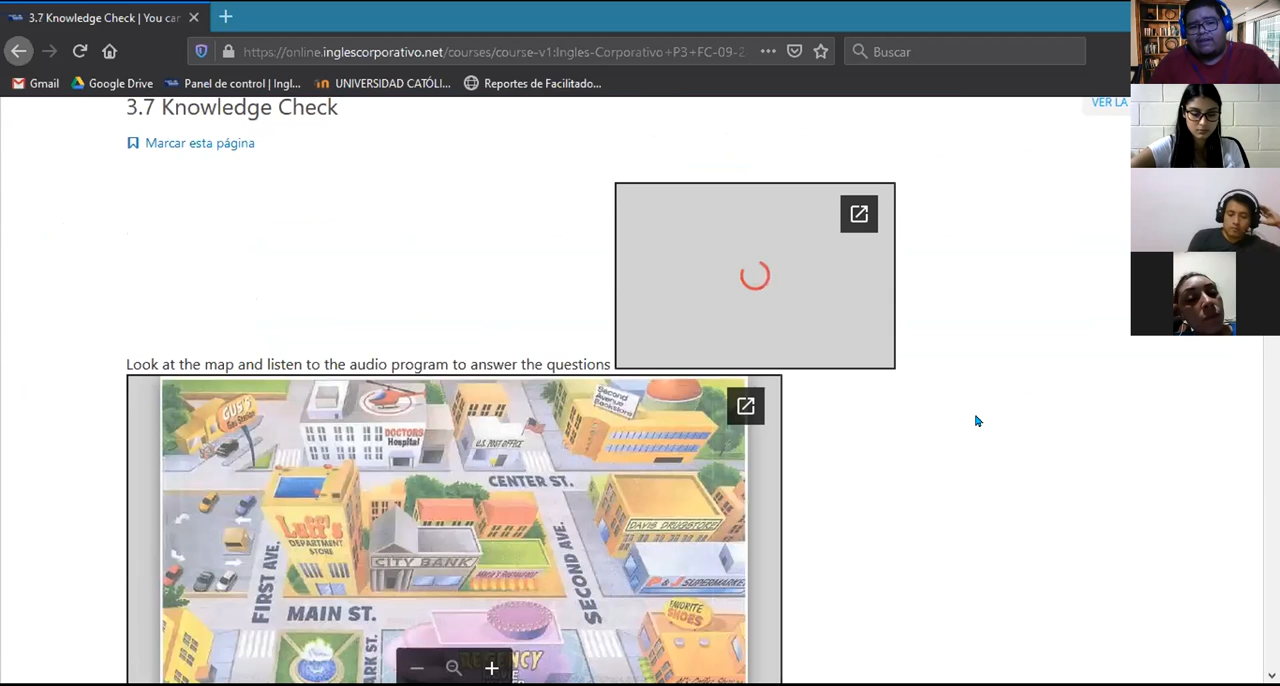 3.7 Knowledge Check | You car
https://online.inglescorporativo.net/courses/course-v1:Ingles-Corporativo+P3+FC-09-2
Buscar
Gmail
Google Drive
Panel de control | Ingl...
UNIVERSIDAD CATÓLI...
Reportes de Facilitado...
3.7 Knowledge Check
VER LA
Marcar esta página
Look at the map and listen to the audio program to answer the questions
GUS'S
Gas Station
DOCTORS
Hospital
U.S. POST OFFICE
Second
Avenue
Bookstore
CENTER ST.
DEPARTMENT
STORE
CITY BANK
DAVIS DRUGSTORE
P & J SUPERMARKET
FIRST AVE.
SECOND AVE.
MAIN ST.
PARK ST.
FAVORITE
SHOES
REGENCY